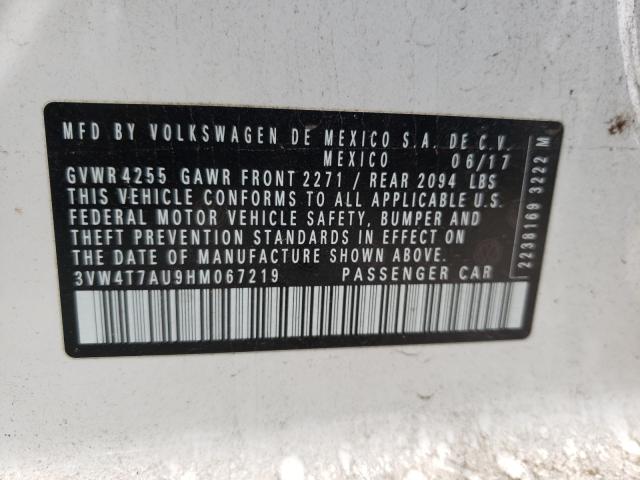 MFD BY VOLKSWAGEN DE MEXICO S.A. DE C.V.
MEXICO 06/17
GVWR 4255 GAWR FRONT 2271 / REAR 2094 LBS
THIS VEHICLE CONFORMS TO ALL APPLICABLE U.S.
FEDERAL MOTOR VEHICLE SAFETY, BUMPER AND
THEFT PREVENTION STANDARDS IN EFFECT ON
THE DATE OF MANUFACTURE SHOWN ABOVE.
3VW4T7AU9HM067219 PASSENGER CAR
2238169 3222 M